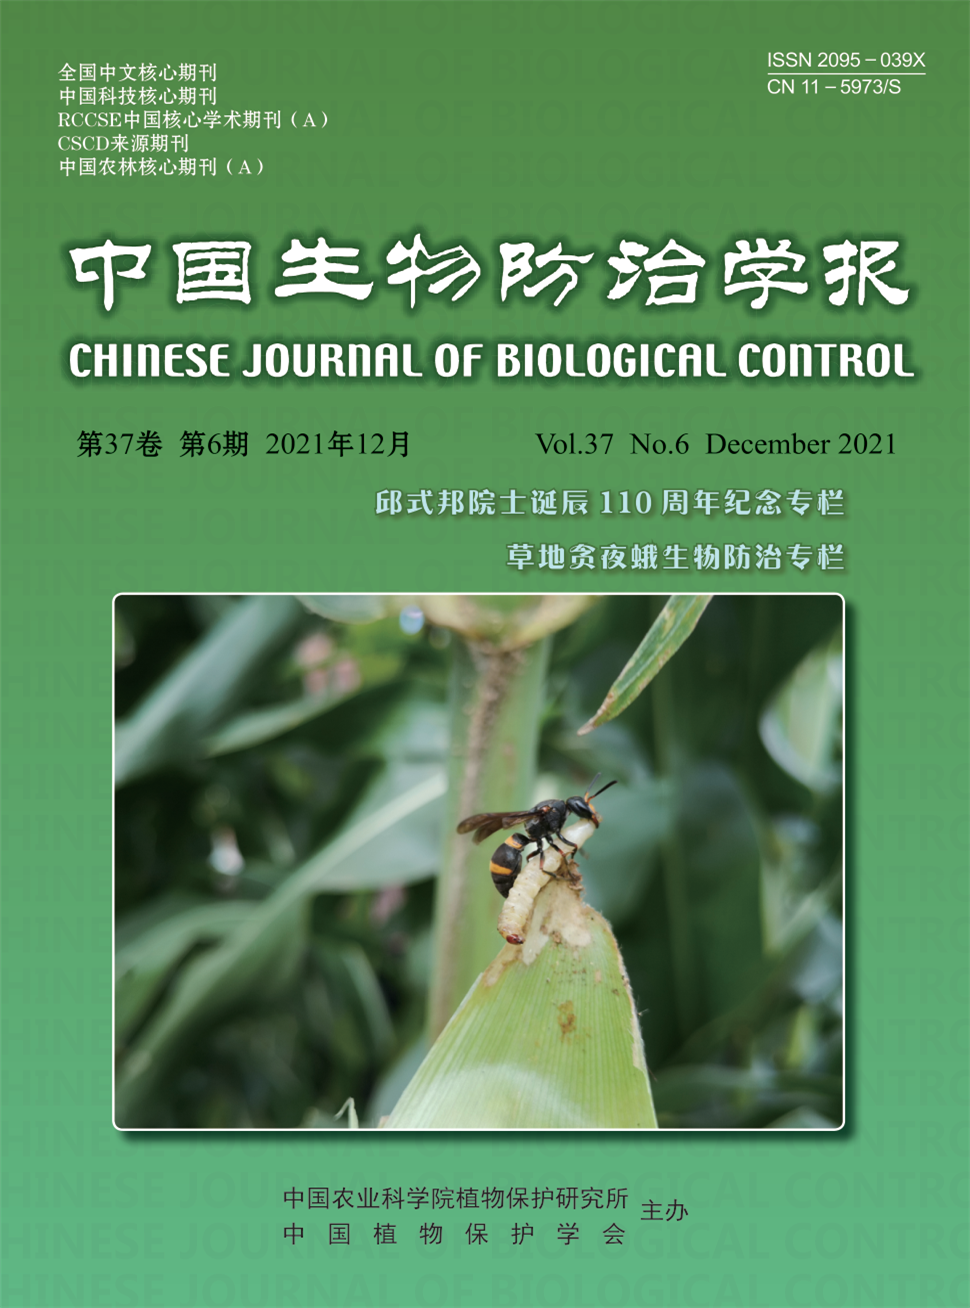 全国中文核心期刊
中国科技核心期刊
RCCSE中国核心学术期刊（A）
CSCD来源期刊
中国农林核心期刊（A）
ISSN 2095－039X
CN 11－5973/S
中国生物防治学报
CHINESE JOURNAL OF BIOLOGICAL CONTROL
第37卷 第6期 2021年12月
Vol.37 No.6 December 2021
邱式邦院士诞辰 110 周年纪念专栏
草地贪夜蛾生物防治专栏
中国农业科学院植物保护研究所
中国植物保护学会
主办